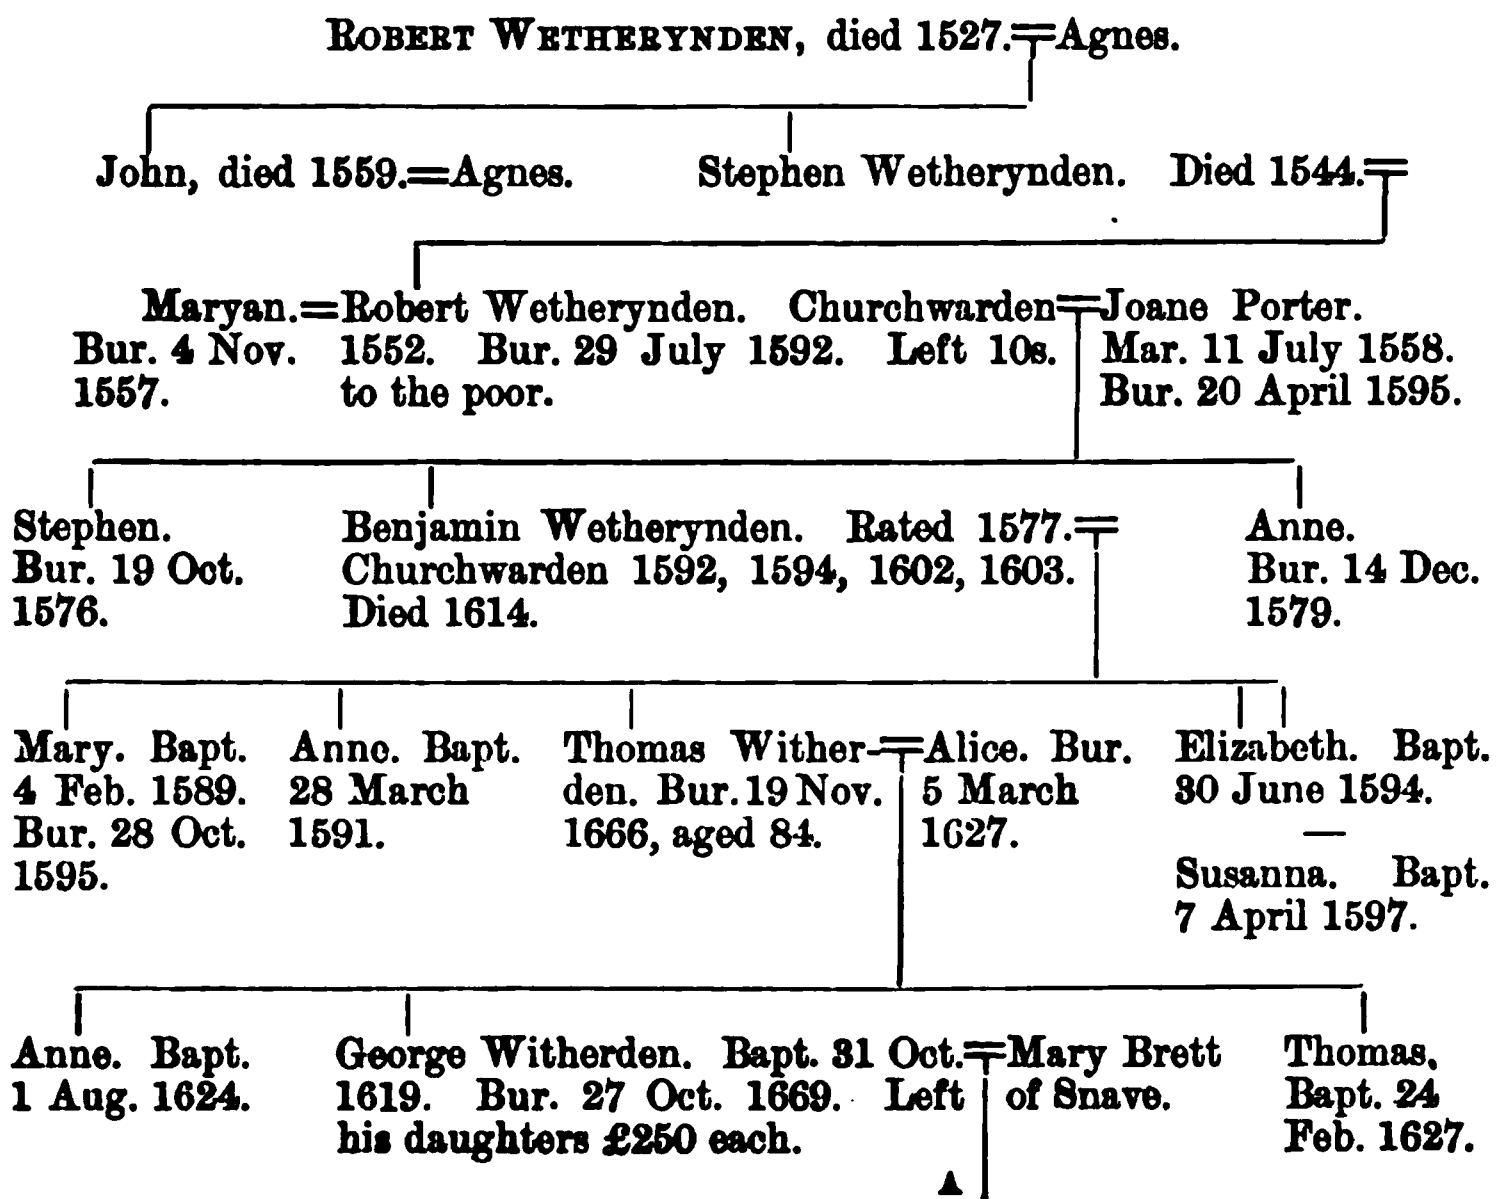 ROBERT WETHERYNDEN, died 1527.=Agnes.
John, died 1559.=Agnes.
Stephen Wetherynden. Died 1544.=
Maryan.=
Bur. 4 Nov.
1557.
Robert Wetherynden. Churchwarden=
1552. Bur. 29 July 1592. Left 10s.
to the poor.
Joane Porter.
Mar. 11 July 1558.
Bur. 20 April 1595.
Stephen.
Bur. 19 Oct.
1576.
Benjamin Wetherynden. Rated 1577.=
Churchwarden 1592, 1594, 1602, 1603.
Died 1614.
Anne.
Bur. 14 Dec.
1579.
Mary. Bapt.
4 Feb. 1589.
Bur. 28 Oct.
1595.
Anne. Bapt.
28 March
1591.
Thomas Wither-=
den. Bur. 19 Nov.
1666, aged 84.
Alice. Bur.
5 March
1627.
Elizabeth. Bapt.
30 June 1594.
—
Susanna. Bapt.
7 April 1597.
Anne. Bapt.
1 Aug. 1624.
George Witherden. Bapt. 31 Oct.=
1619. Bur. 27 Oct. 1669. Left
his daughters £250 each.
Mary Brett
of Snave.
Thomas.
Bapt. 24
Feb. 1627.
A